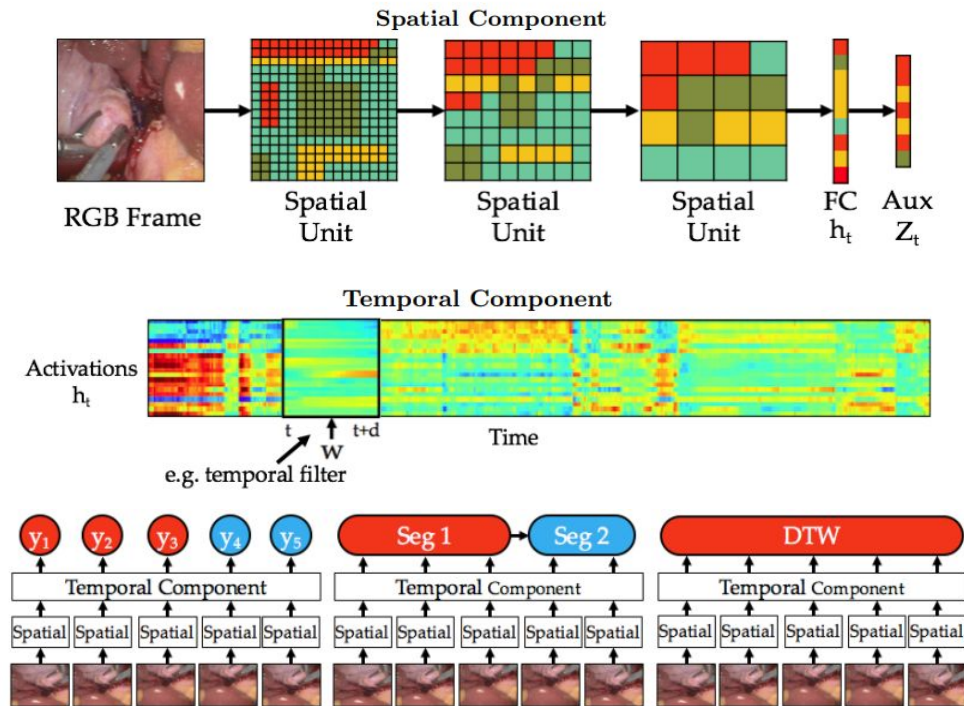 Spatial Component
RGB Frame
Spatial
Unit
Spatial
Unit
Spatial
Unit
FC
hₜ
Aux
Zₜ
Temporal Component
Activations
hₜ
t
t+d
W
Time
e.g. temporal filter
y₁ y₂ y₃ y₄ y₅
Temporal Component
Spatial Spatial Spatial Spatial Spatial
Seg 1 Seg 2
Temporal Component
Spatial Spatial Spatial Spatial Spatial
DTW
Temporal Component
Spatial Spatial Spatial Spatial Spatial